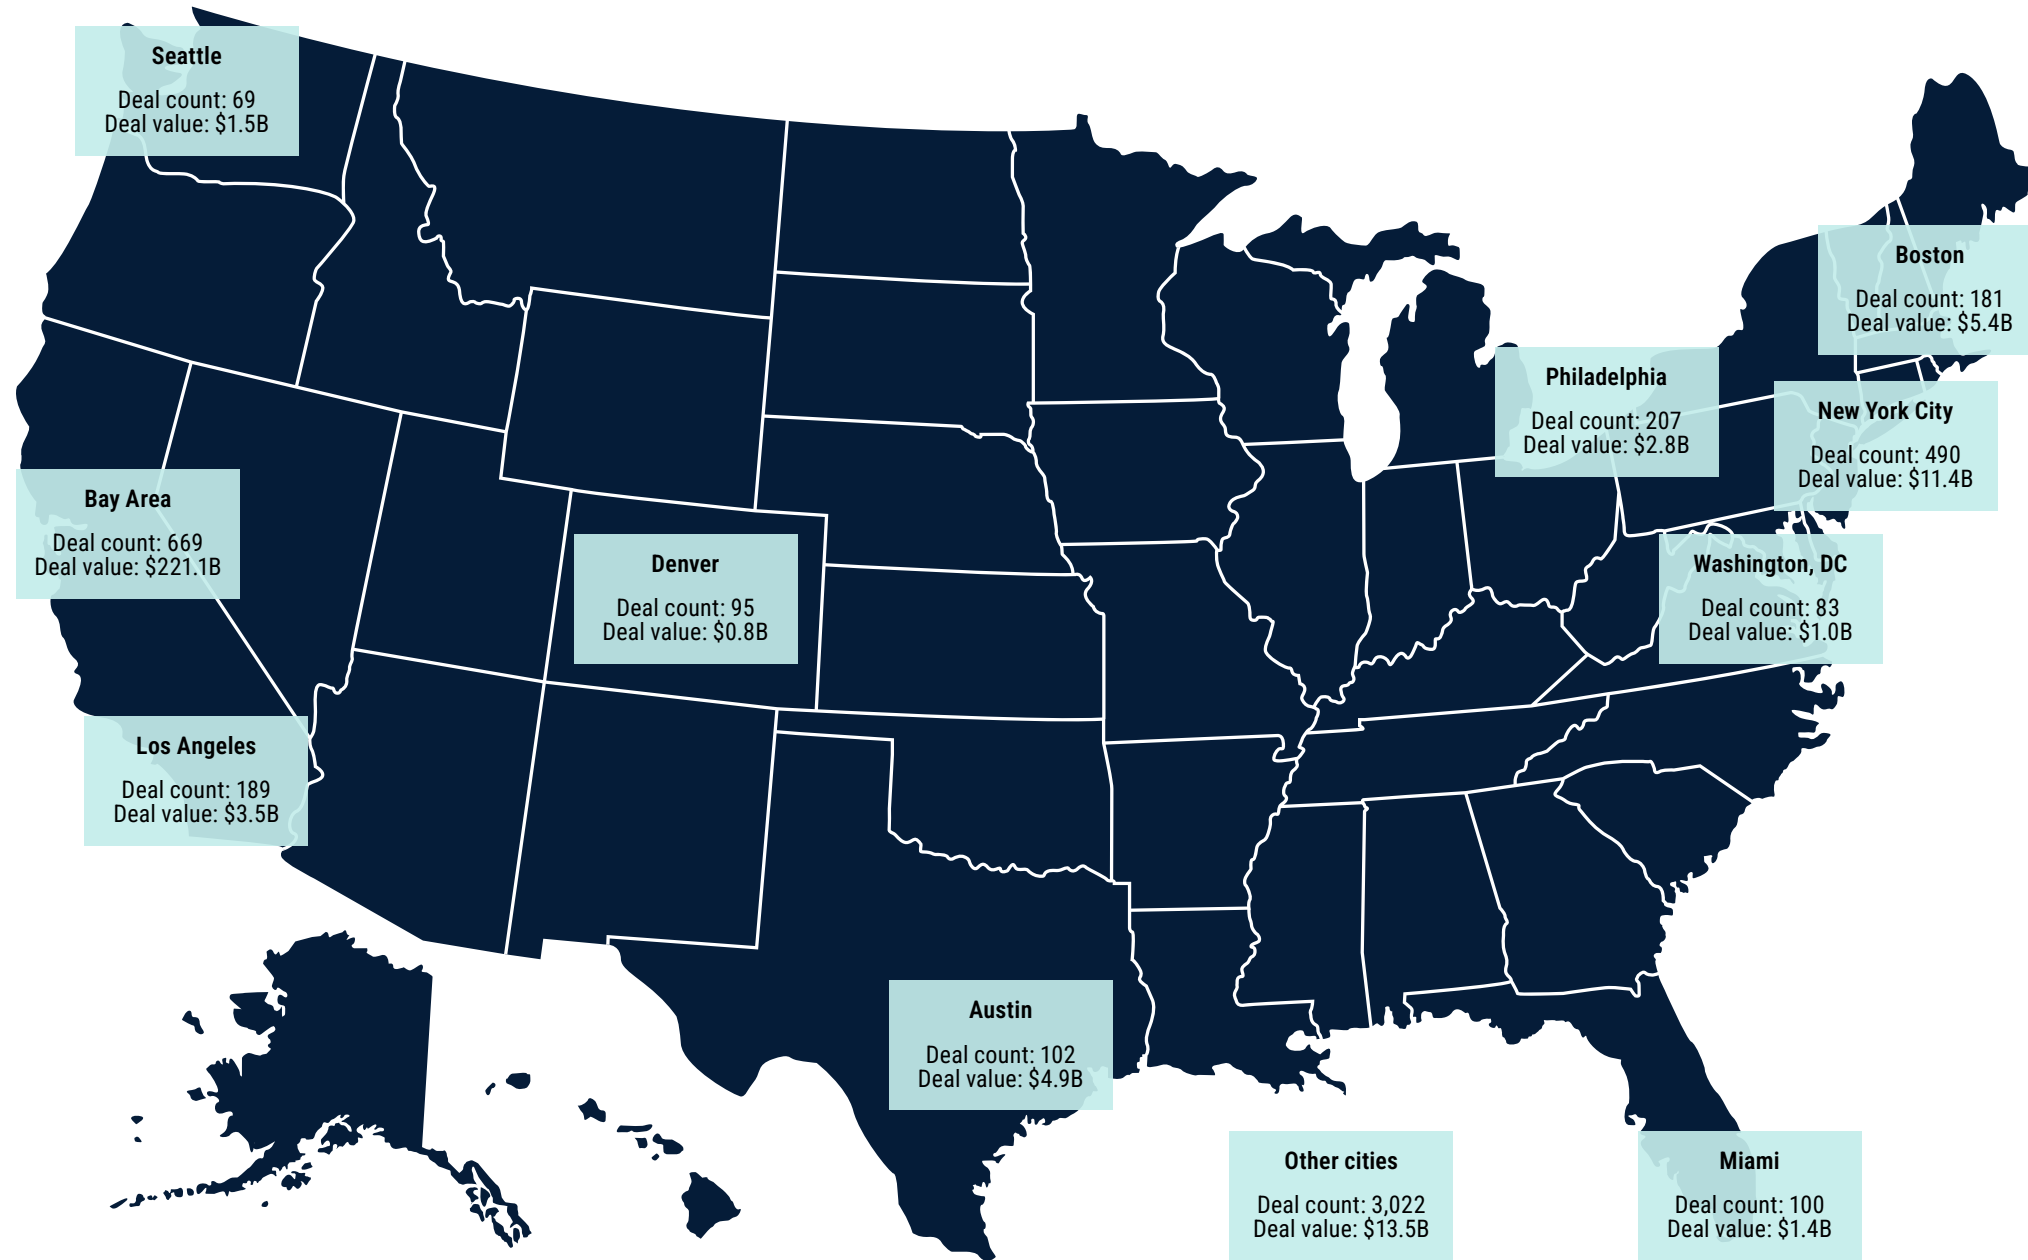 Seattle
Deal count: 69
Deal value: $1.5B
Boston
Deal count: 181
Deal value: $5.4B
Philadelphia
Deal count: 207
Deal value: $2.8B
New York City
Deal count: 490
Deal value: $11.4B
Bay Area
Deal count: 669
Deal value: $221.1B
Denver
Deal count: 95
Deal value: $0.8B
Washington, DC
Deal count: 83
Deal value: $1.0B
Los Angeles
Deal count: 189
Deal value: $3.5B
Austin
Deal count: 102
Deal value: $4.9B
Other cities
Deal count: 3,022
Deal value: $13.5B
Miami
Deal count: 100
Deal value: $1.4B